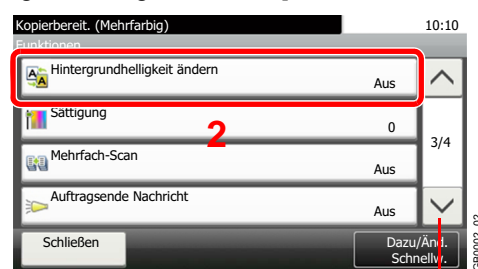 Kopierbereit. (Mehrfarbig) 10:10
Funktionen
Hintergrundhelligkeit ändern
Aus
Sättigung
0
2
3/4
Mehrfach-Scan
Aus
Auftragsende Nachricht
Aus
Schließen
Dazu/Änd.
Schnellw.
GB0002_02